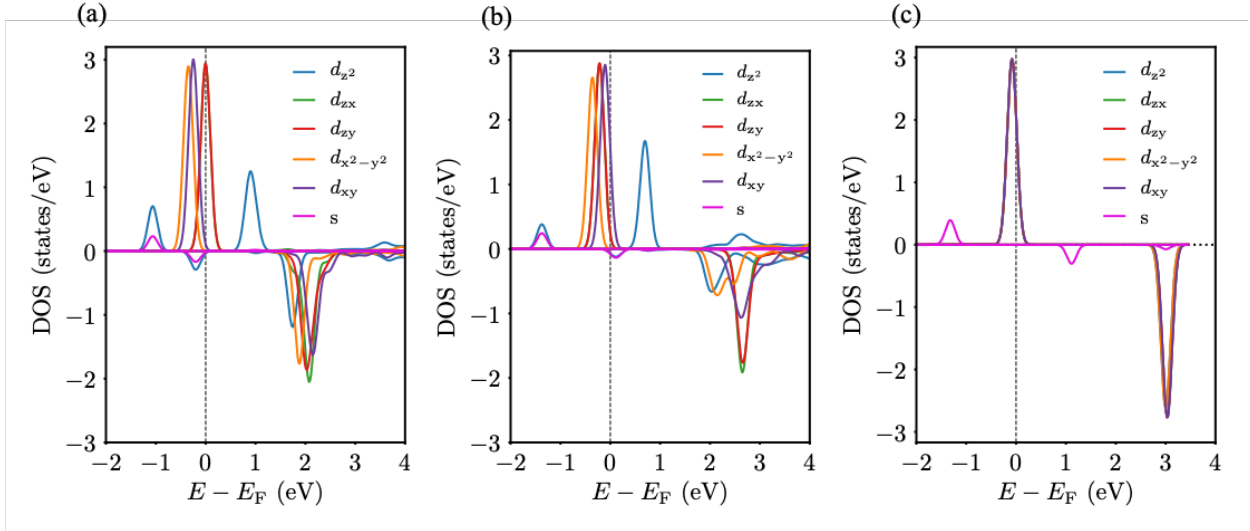 (a)
DOS (states/eV)
3
2
1
0
−1
−2
−3
−2 −1 0 1 2 3 4
E − E_F (eV)
d_{z^2}
d_{zx}
d_{zy}
d_{x^2−y^2}
d_{xy}
s
(b)
DOS (states/eV)
3
2
1
0
−1
−2
−3
−2 −1 0 1 2 3 4
E − E_F (eV)
d_{z^2}
d_{zx}
d_{zy}
d_{x^2−y^2}
d_{xy}
s
(c)
DOS (states/eV)
3
2
1
0
−1
−2
−3
−2 −1 0 1 2 3 4
E − E_F (eV)
d_{z^2}
d_{zx}
d_{zy}
d_{x^2−y^2}
d_{xy}
s